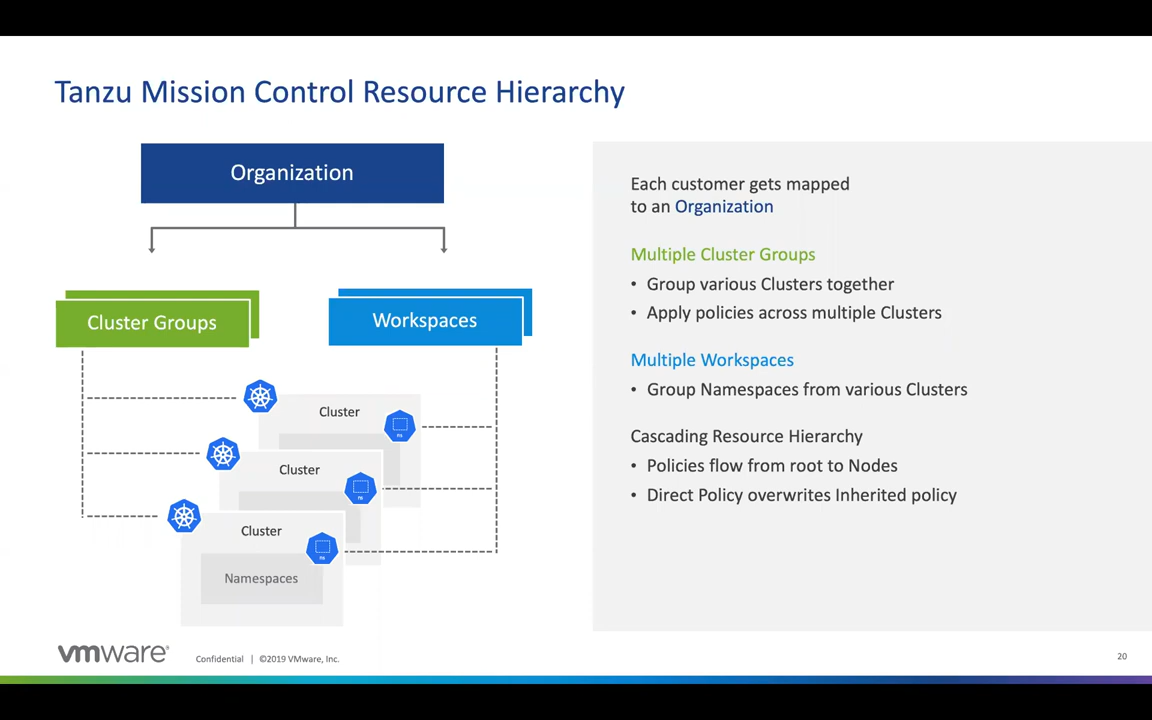 Tanzu Mission Control Resource Hierarchy
Organization
Cluster Groups
Workspaces
Cluster
Cluster
Cluster
Namespaces
ns
ns
ns
Each customer gets mapped
to an Organization
Multiple Cluster Groups
• Group various Clusters together
• Apply policies across multiple Clusters
Multiple Workspaces
• Group Namespaces from various Clusters
Cascading Resource Hierarchy
• Policies flow from root to Nodes
• Direct Policy overwrites Inherited policy
vmware®
Confidential | ©2019 VMware, Inc.
20